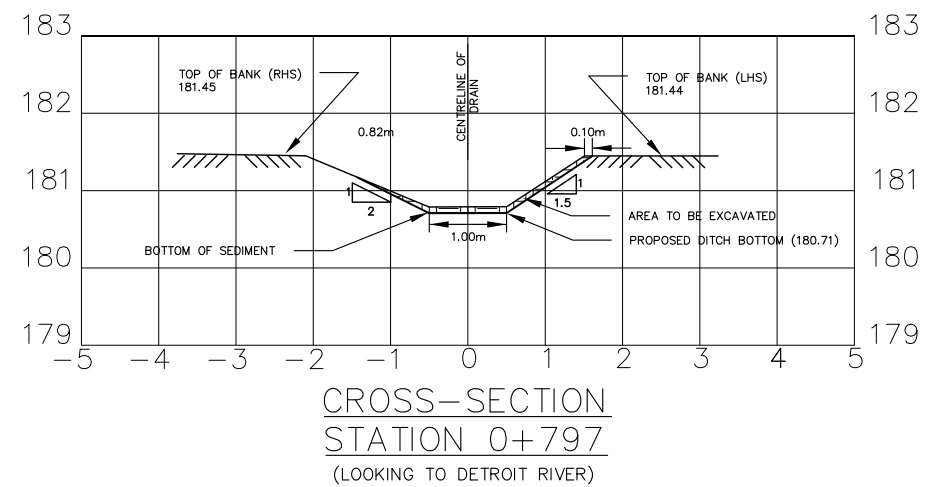 183
183
TOP OF BANK (RHS)
181.45
CENTRELINE OF
DRAIN
TOP OF BANK (LHS)
181.44
182
182
0.82m
0.10m
181
181
1
2
1
1.5
AREA TO BE EXCAVATED
1.00m
PROPOSED DITCH BOTTOM (180.71)
BOTTOM OF SEDIMENT
180
180
179
179
-5 -4 -3 -2 -1 0 1 2 3 4 5
CROSS-SECTION
STATION 0+797
(LOOKING TO DETROIT RIVER)